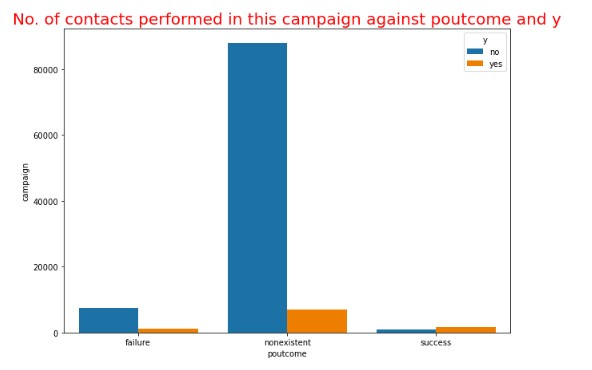 No. of contacts performed in this campaign against poutcome and y
y
no
yes
80000
60000
40000
20000
0
campaign
failure
nonexistent
success
poutcome